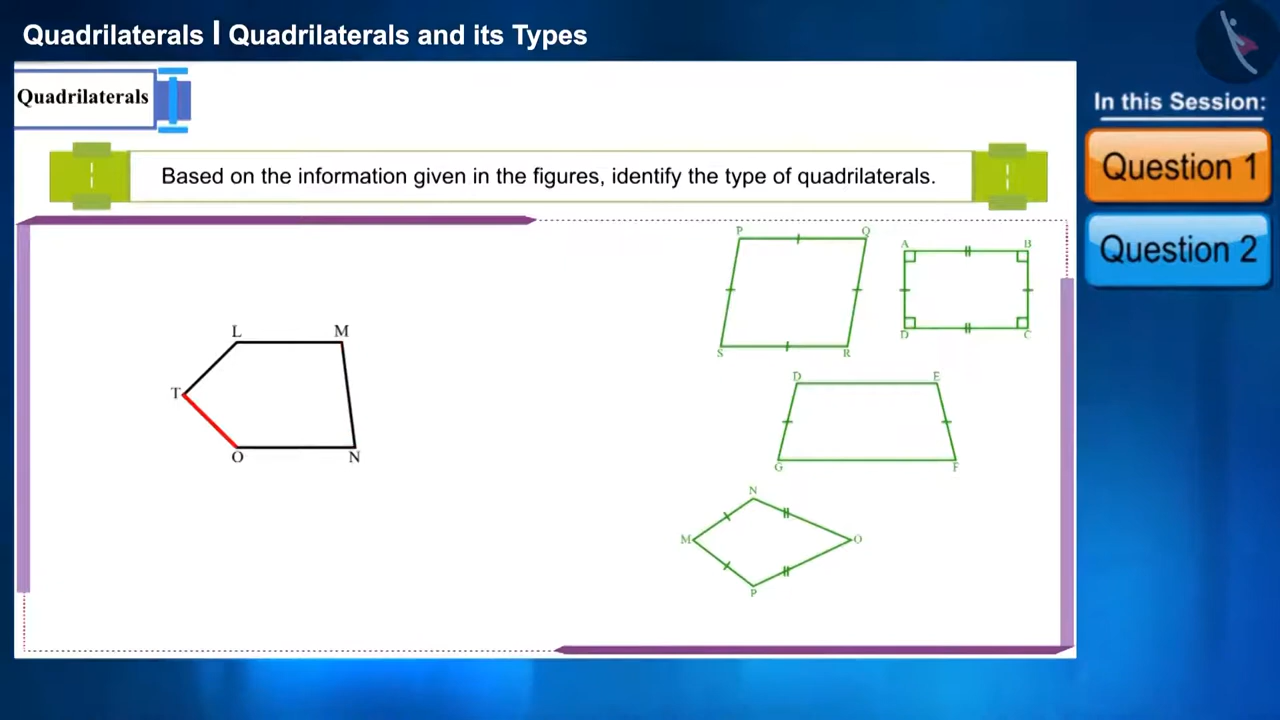 Quadrilaterals | Quadrilaterals and its Types
Quadrilaterals
In this Session:
Question 1
Question 2
Based on the information given in the figures, identify the type of quadrilaterals.
P Q
A B
S R
D C
L M
T
O N
D E
G F
N
M O
P